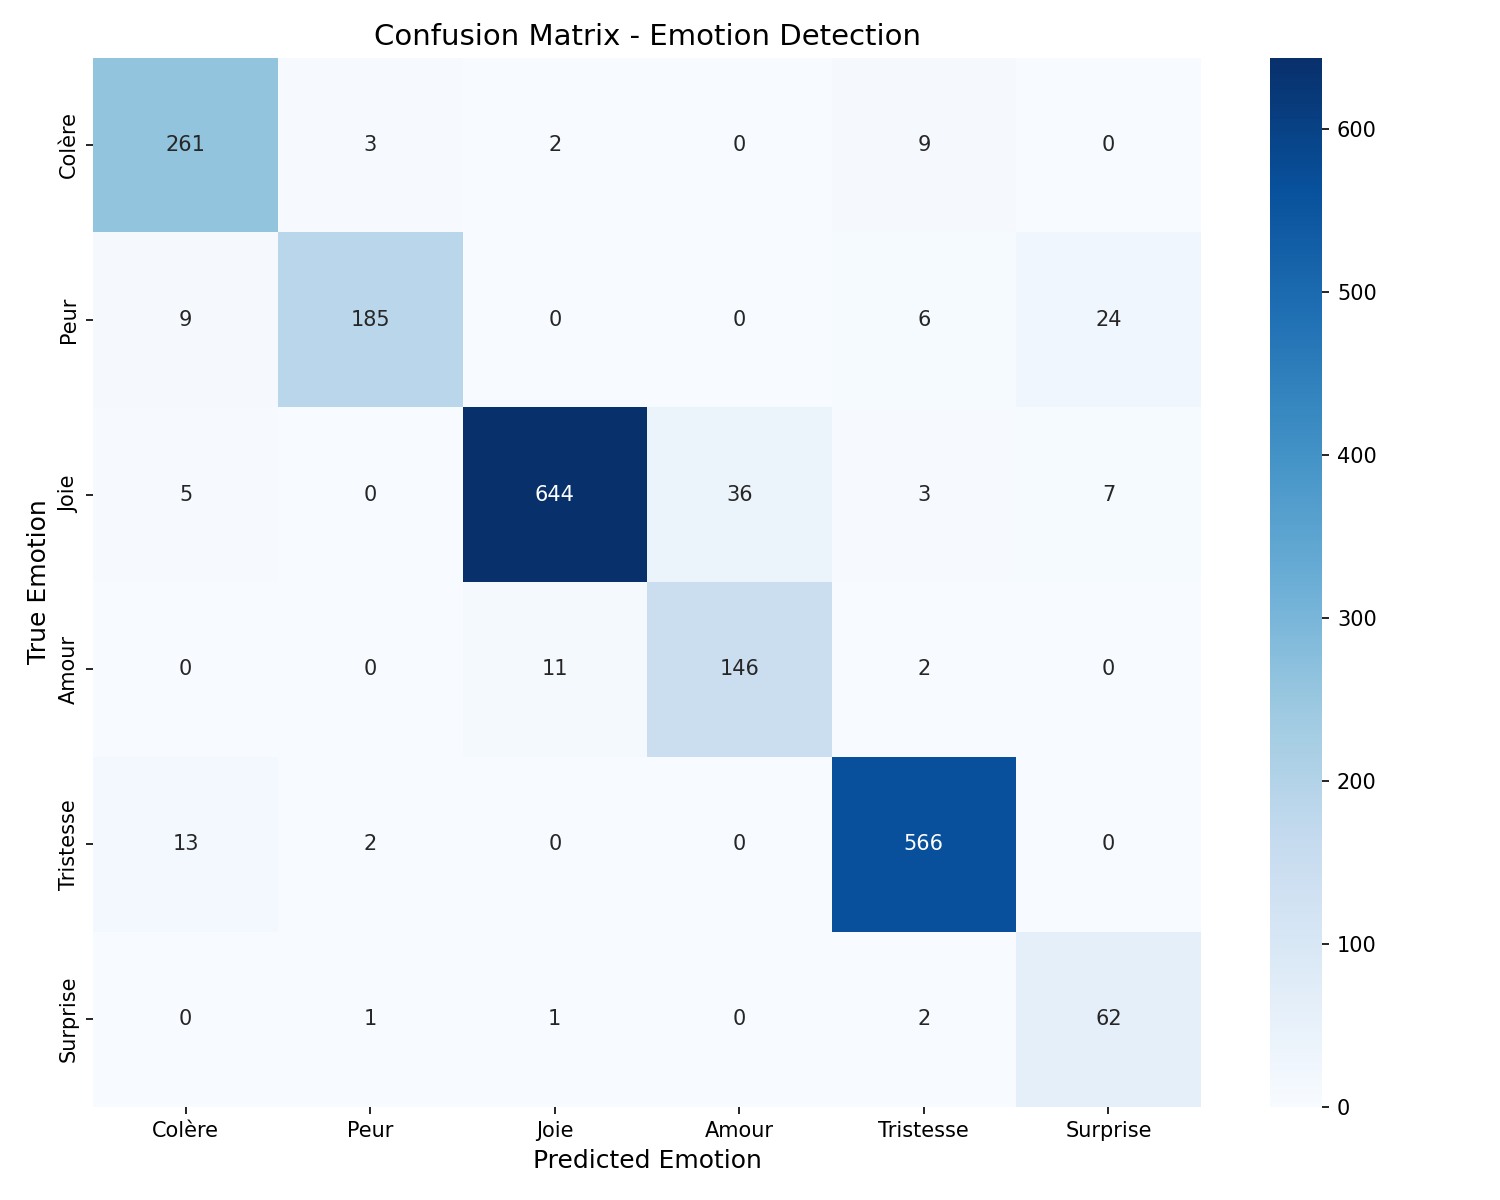 Confusion Matrix - Emotion Detection
True Emotion
Colère 261 3 2 0 9 0
Peur 9 185 0 0 6 24
Joie 5 0 644 36 3 7
Amour 0 0 11 146 2 0
Tristesse 13 2 0 0 566 0
Surprise 0 1 1 0 2 62
Colère Peur Joie Amour Tristesse Surprise
Predicted Emotion
600
500
400
300
200
100
0